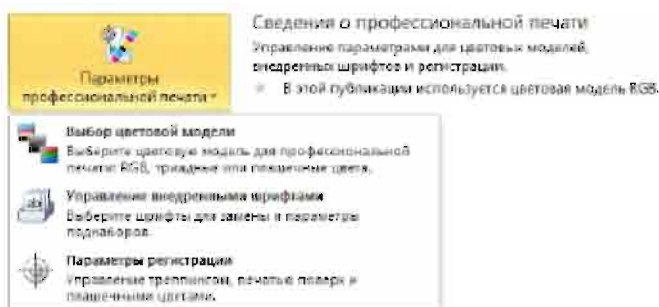 Параметры
профессиональной печати
Сведения о профессиональной печати
Управление параметрами для цветовых моделей,
внедренных шрифтов и регистрации.
В этой публикации используется цветовая модель RGB.
Выбор цветовой модели
Выберите цветовую модель для профессиональной
печати: RGB, триадные или плашечные цвета.
Управление внедренными шрифтами
Выберите шрифты для замены и параметры
поднаборов.
Параметры регистрации
Управление треппингом, печатью поверх и
плашечными цветами.